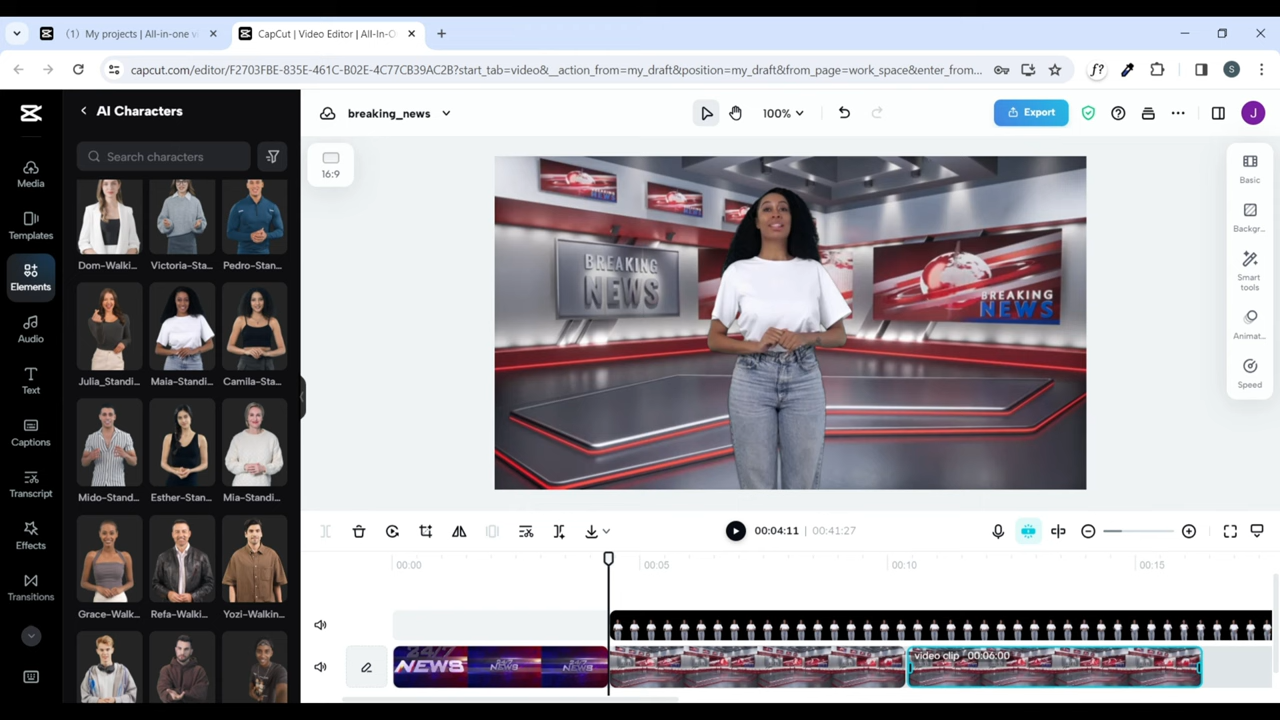 (1) My projects | All-in-one vi
CapCut | Video Editor | All-In-O
capcut.com/editor/F2703FBE-835E-461C-B02E-4C77CB39AC2B?start_tab=video&__action_from=my_draft&position=my_draft&from_page=work_space&enter_from...
f?
S
AI Characters
Search characters
Media
Templates
Elements
Audio
Text
Captions
Transcript
Effects
Transitions
Dom-Walki...
Victoria-Sta...
Pedro-Stan...
Julia_Standi...
Maia-Standi...
Camila-Sta...
Mido-Stand...
Esther-Stan...
Mia-Standi...
Grace-Walk...
Refa-Walki...
Yozi-Walkin...
breaking_news
100%
Export
J
16:9
BREAKING
NEWS
BREAKING
NEWS
Basic
Backgr...
Smart
tools
Animat...
Speed
00:04:11 | 00:41:27
00:00
00:05
00:10
00:15
24/7
NEWS
video clip 00:06:00